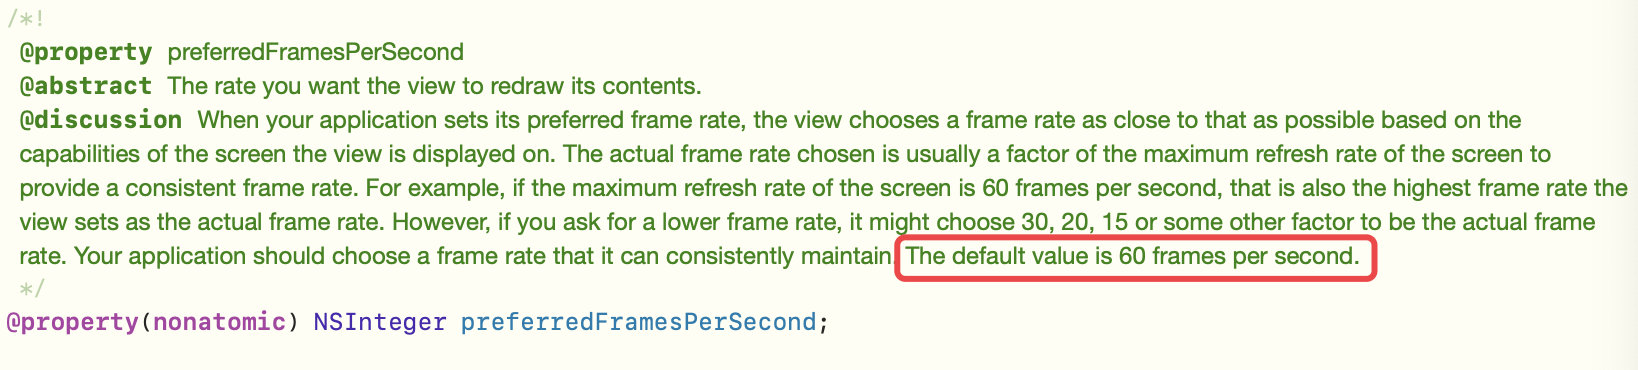 /*!
@property preferredFramesPerSecond
@abstract The rate you want the view to redraw its contents.
@discussion When your application sets its preferred frame rate, the view chooses a frame rate as close to that as possible based on the
capabilities of the screen the view is displayed on. The actual frame rate chosen is usually a factor of the maximum refresh rate of the screen to
provide a consistent frame rate. For example, if the maximum refresh rate of the screen is 60 frames per second, that is also the highest frame rate the
view sets as the actual frame rate. However, if you ask for a lower frame rate, it might choose 30, 20, 15 or some other factor to be the actual frame
rate. Your application should choose a frame rate that it can consistently maintain. The default value is 60 frames per second.
*/
@property(nonatomic) NSInteger preferredFramesPerSecond;